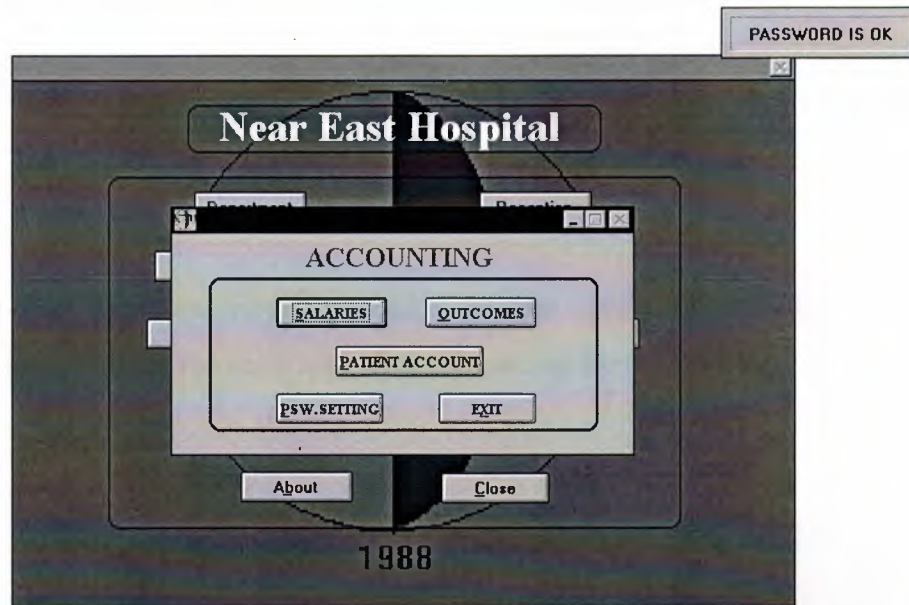 PASSWORD IS OK
Near East Hospital
ACCOUNTING
SALARIES
OUTCOMES
PATIENT ACCOUNT
PSW.SETTING
EXIT
About
Close
1988